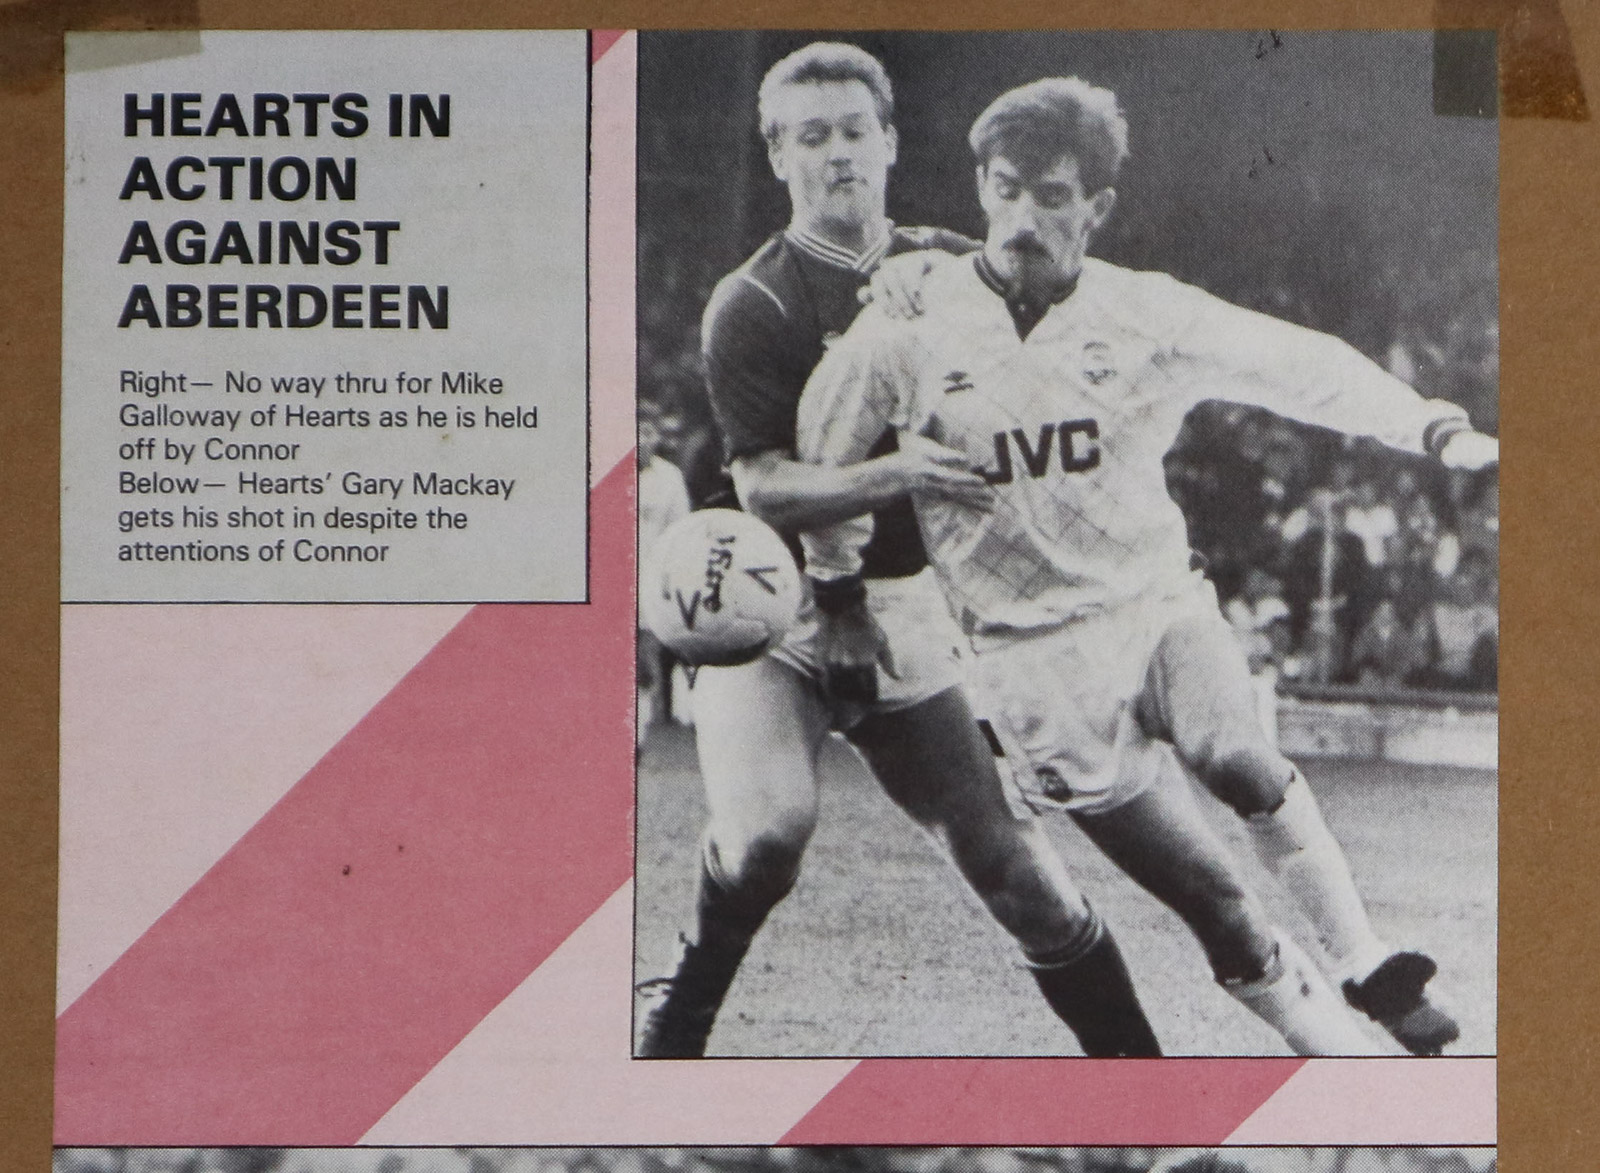 HEARTS IN
ACTION
AGAINST
ABERDEEN
Right— No way thru for Mike
Galloway of Hearts as he is held
off by Connor
Below— Hearts' Gary Mackay
gets his shot in despite the
attentions of Connor
JVC
Mitre